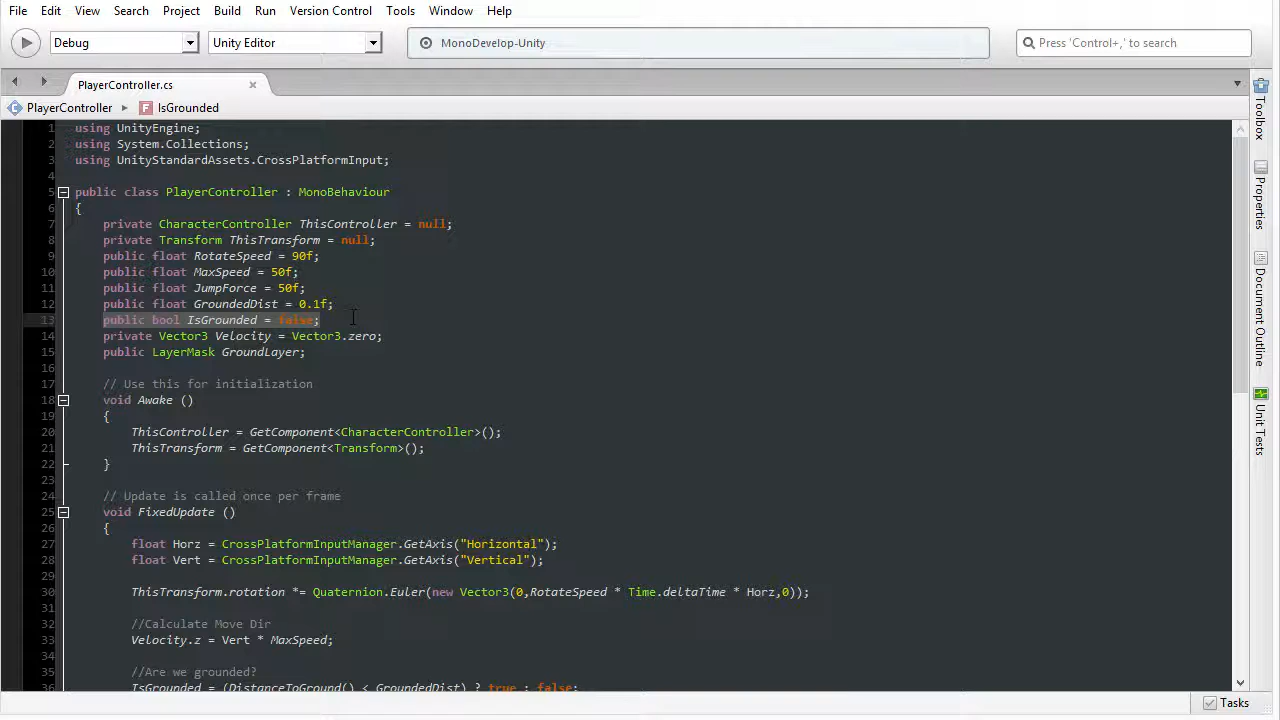 File Edit View Search Project Build Run Version Control Tools Window Help
Debug Unity Editor MonoDevelop-Unity Press 'Control+,' to search
PlayerController.cs
PlayerController IsGrounded
1 using UnityEngine;
2 using System.Collections;
3 using UnityStandardAssets.CrossPlatformInput;
4
5 public class PlayerController : MonoBehaviour
6 {
7 private CharacterController ThisController = null;
8 private Transform ThisTransform = null;
9 public float RotateSpeed = 90f;
10 public float MaxSpeed = 50f;
11 public float JumpForce = 50f;
12 public float GroundedDist = 0.1f;
13 public bool IsGrounded = false;
14 private Vector3 Velocity = Vector3.zero;
15 public LayerMask GroundLayer;
16
17 // Use this for initialization
18 void Awake ()
19 {
20 ThisController = GetComponent<CharacterController>();
21 ThisTransform = GetComponent<Transform>();
22 }
23
24 // Update is called once per frame
25 void FixedUpdate ()
26 {
27 float Horz = CrossPlatformInputManager.GetAxis("Horizontal");
28 float Vert = CrossPlatformInputManager.GetAxis("Vertical");
29
30 ThisTransform.rotation *= Quaternion.Euler(new Vector3(0,RotateSpeed * Time.deltaTime * Horz,0));
31
32 //Calculate Move Dir
33 Velocity.z = Vert * MaxSpeed;
34
35 //Are we grounded?
36 IsGrounded = (DistanceToGround() < GroundedDist) ? true : false;
Toolbox
Properties
Document Outline
Unit Tests
Tasks